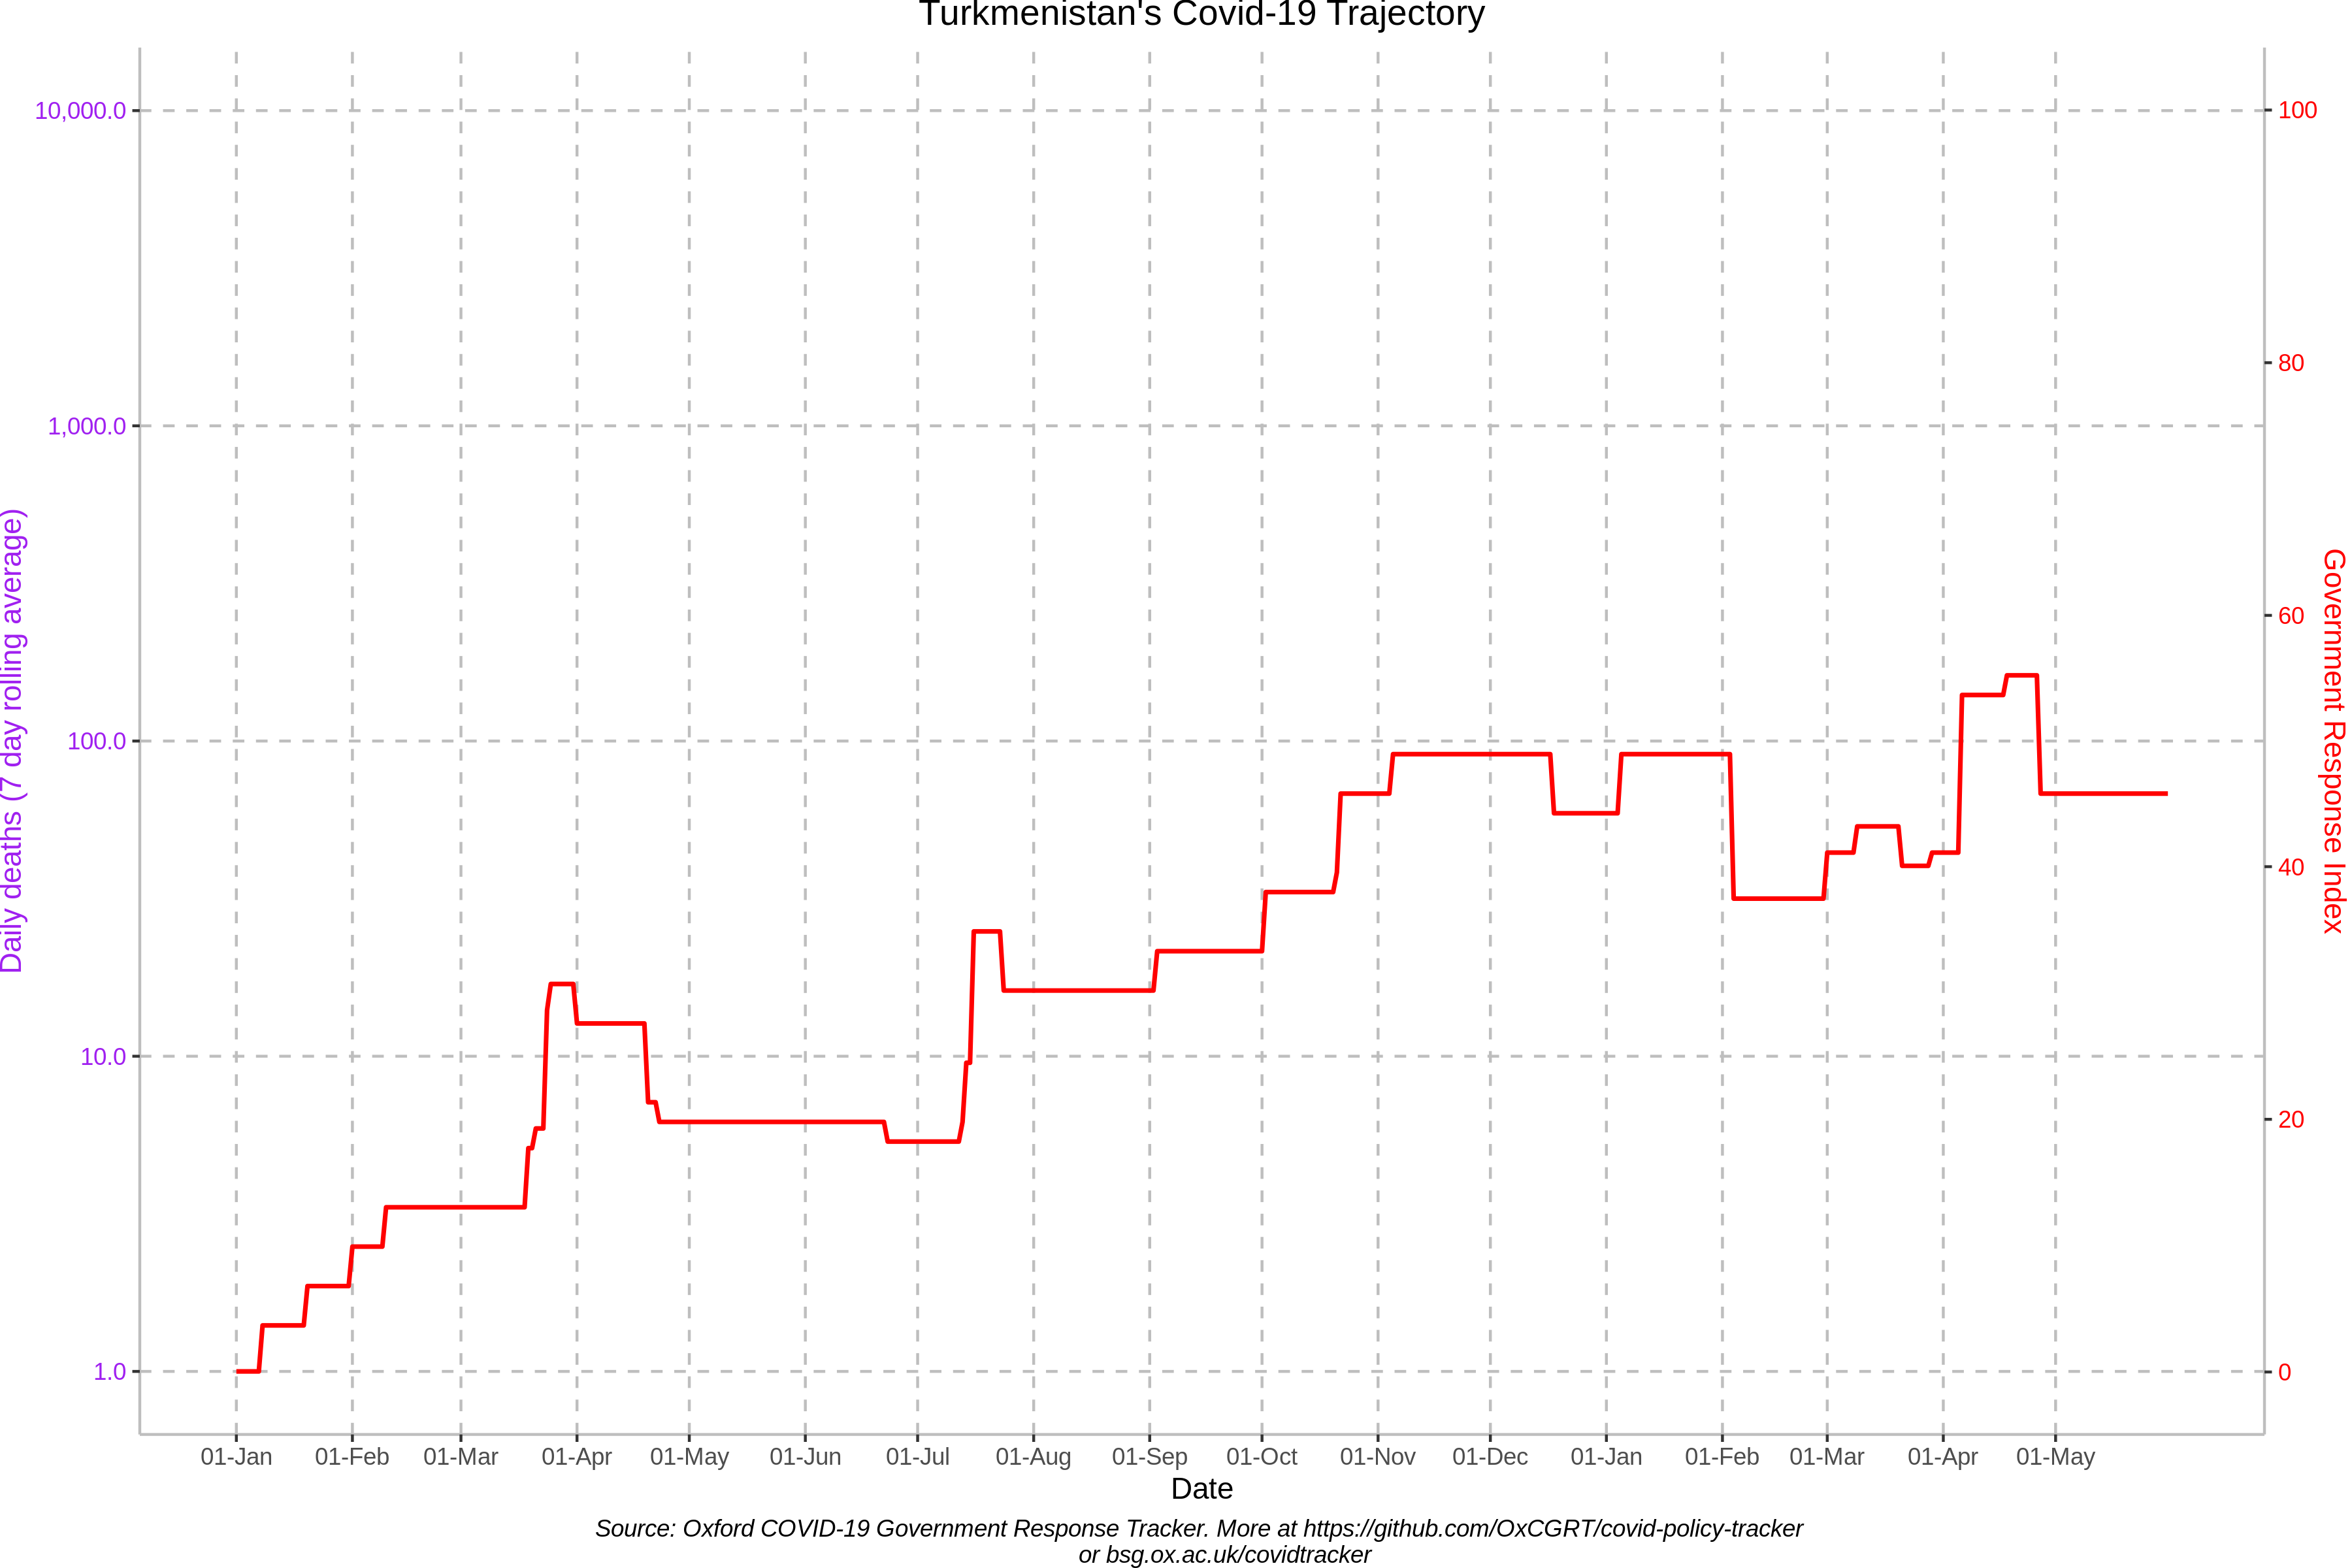 Turkmenistan's Covid-19 Trajectory
10,000.0
1,000.0
100.0
10.0
1.0
Daily deaths (7 day rolling average)
100
80
60
40
20
0
Government Response Index
01-Jan 01-Feb 01-Mar 01-Apr 01-May 01-Jun 01-Jul 01-Aug 01-Sep 01-Oct 01-Nov 01-Dec 01-Jan 01-Feb 01-Mar 01-Apr 01-May
Date
Source: Oxford COVID-19 Government Response Tracker. More at https://github.com/OxCGRT/covid-policy-tracker
or bsg.ox.ac.uk/covidtracker